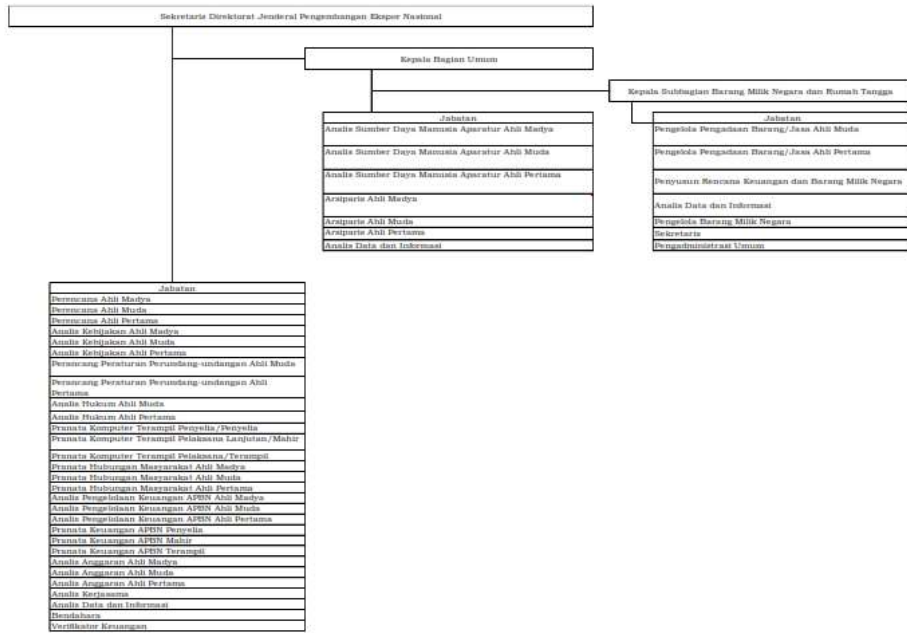 Sekretaris Direktorat Jenderal Pengembangan Ekspor Nasional
Kepala Bagian Umum
Kepala Subbagian Barang Milik Negara dan Rumah Tangga
Jabatan
Analis Sumber Daya Manusia Aparatur Ahli Madya
Analis Sumber Daya Manusia Aparatur Ahli Muda
Analis Sumber Daya Manusia Aparatur Ahli Pertama
Arsiparis Ahli Madya
Arsiparis Ahli Muda
Arsiparis Ahli Pertama
Analis Data dan Informasi
Jabatan
Pengelola Pengadaan Barang/Jasa Ahli Muda
Pengelola Pengadaan Barang/Jasa Ahli Pertama
Penyusun Rencana Keuangan dan Barang Milik Negara
Analis Data dan Informasi
Pengelola Barang Milik Negara
Sekretaris
Pengadministrasi Umum
Jabatan
Perencana Ahli Madya
Perencana Ahli Muda
Perencana Ahli Pertama
Analis Kebijakan Ahli Madya
Analis Kebijakan Ahli Muda
Analis Kebijakan Ahli Pertama
Perancang Peraturan Perundang-undangan Ahli Muda
Perancang Peraturan Perundang-undangan Ahli
Pertama
Analis Hukum Ahli Muda
Analis Hukum Ahli Pertama
Pranata Komputer Terampil Penyelia/Penyelia
Pranata Komputer Terampil Pelaksana Lanjutan/Mahir
Pranata Komputer Terampil Pelaksana/Terampil
Pranata Hubungan Masyarakat Ahli Madya
Pranata Hubungan Masyarakat Ahli Muda
Pranata Hubungan Masyarakat Ahli Pertama
Analis Pengelolaan Keuangan APBN Ahli Madya
Analis Pengelolaan Keuangan APBN Ahli Muda
Analis Pengelolaan Keuangan APBN Ahli Pertama
Pranata Keuangan APBN Penyelia
Pranata Keuangan APBN Mahir
Pranata Keuangan APBN Terampil
Analis Anggaran Ahli Madya
Analis Anggaran Ahli Muda
Analis Anggaran Ahli Pertama
Analis Kerjasama
Analis Data dan Informasi
Bendahara
Verifikator Keuangan